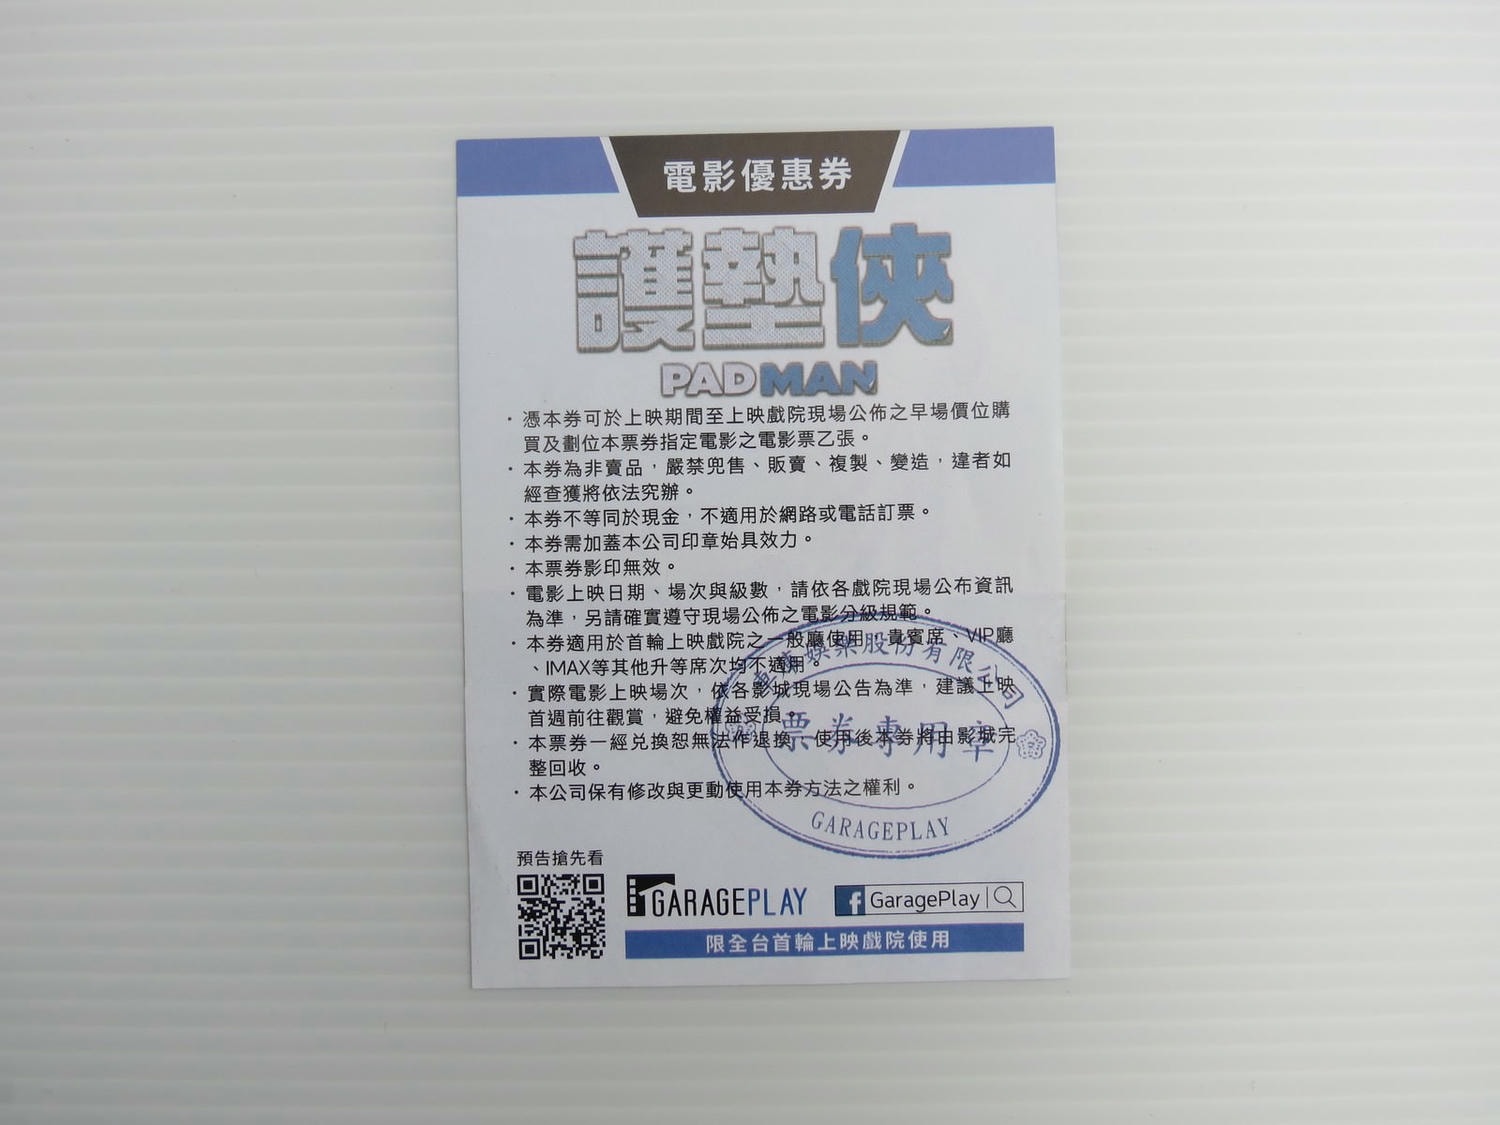 電影優惠券
護墊俠
PADMAN
・憑本券可於上映期間至上映戲院現場公佈之早場價位購
買及劃位本票券指定電影之電影票乙張。
・本券為非賣品，嚴禁兜售、販賣、複製、變造，違者如
經查獲將依法究辦。
・本券不等同於現金，不適用於網路或電話訂票。
・本券需加蓋本公司印章始具效力。
・本票券影印無效。
・電影上映日期、場次與級數，請依各戲院現場公布資訊
為準，另請確實遵守現場公佈之電影分級規範。
・本券適用於首輪上映戲院之一般廳使用，貴賓席、VIP廳
、IMAX等其他升等席次均不適用。
・實際電影上映場次，依各影城現場公告為準，建議上映
首週前往觀賞，避免權益受損。
・本票券一經兌換恕無法作退換，使用後本券將由影城完
整回收。
・本公司保有修改與更動使用本券方法之權利。
車庫娛樂股份有限公司
票券專用章
GARAGEPLAY
預告搶先看
GARAGEPLAY
f GaragePlay
限全台首輪上映戲院使用